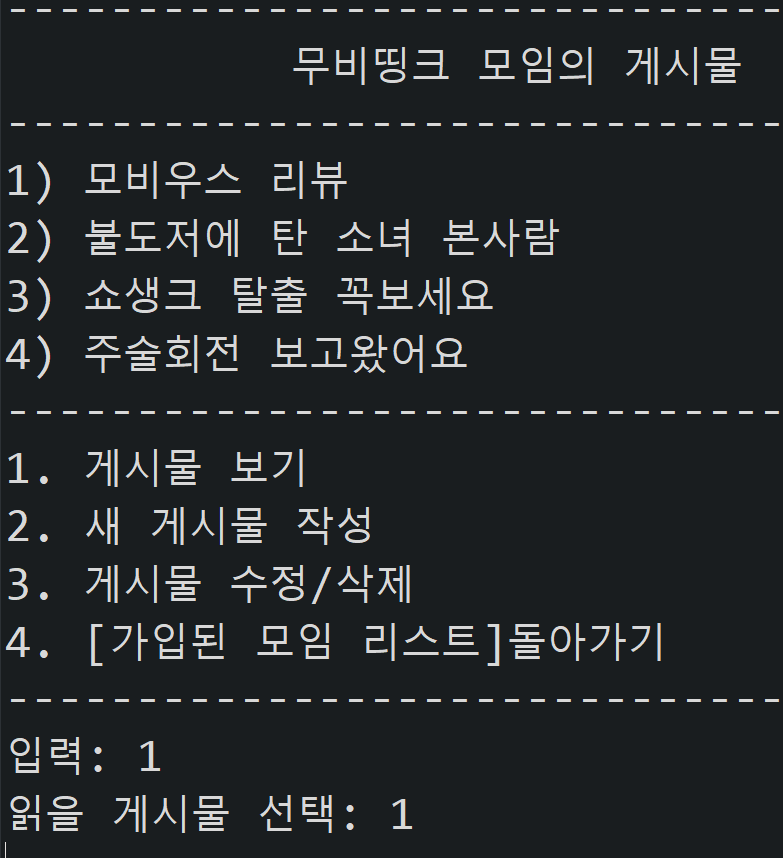 ------------------------------
무비띵크 모임의 게시물
------------------------------
1) 모비우스 리뷰
2) 불도저에 탄 소녀 본사람
3) 쇼생크 탈출 꼭보세요
4) 주술회전 보고왔어요
------------------------------
1. 게시물 보기
2. 새 게시물 작성
3. 게시물 수정/삭제
4. [가입된 모임 리스트]돌아가기
------------------------------
입력: 1
읽을 게시물 선택: 1